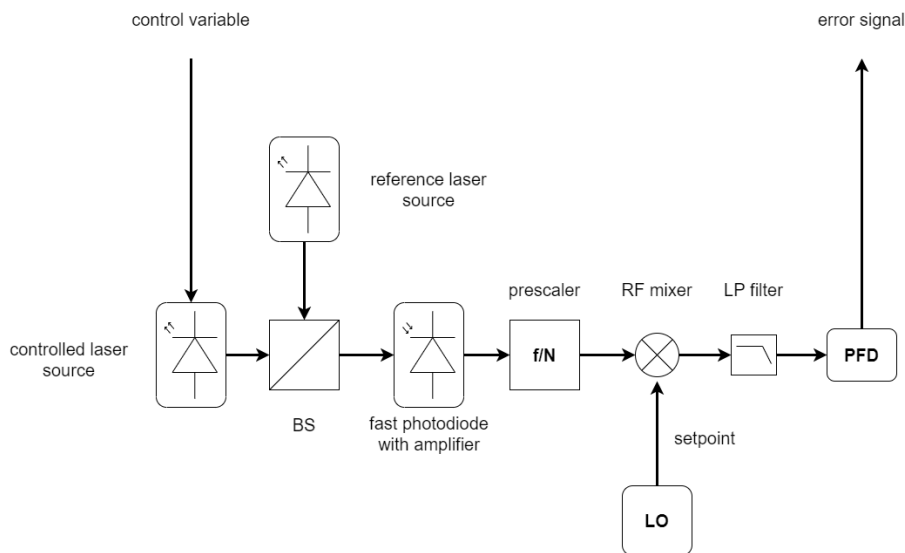 control variable
error signal
reference laser
source
prescaler
RF mixer
LP filter
controlled laser
source
f/N
PFD
BS
fast photodiode
with amplifier
setpoint
LO